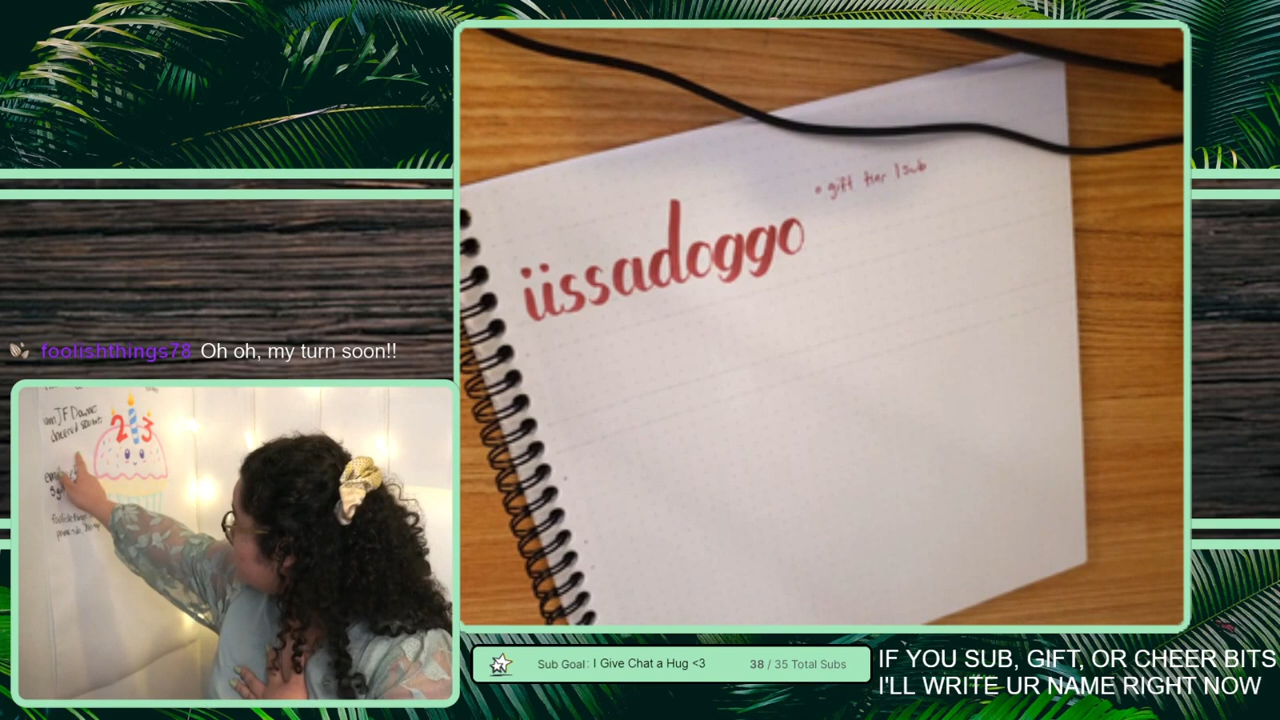 iissadoggo
gift tier 1 sub
foolishthings78 Oh oh, my turn soon!!
23
Sub Goal: I Give Chat a Hug <3 38 / 35 Total Subs
IF YOU SUB, GIFT, OR CHEER BITS
I'LL WRITE UR NAME RIGHT NOW